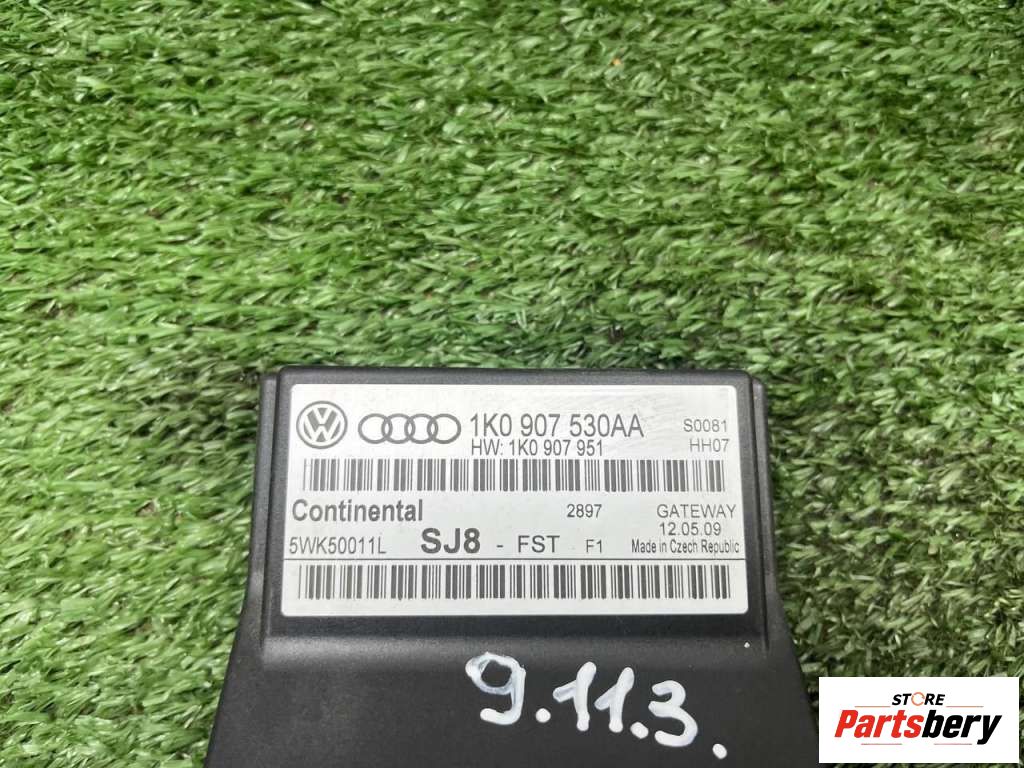 1K0 907 530AA S0081
HW: 1K0 907 951 HH07
Continental 2897 GATEWAY
12.05.09
5WK50011L SJ8 - FST F1 Made in Czech Republic
9.11.3.
STORE
Partsbery